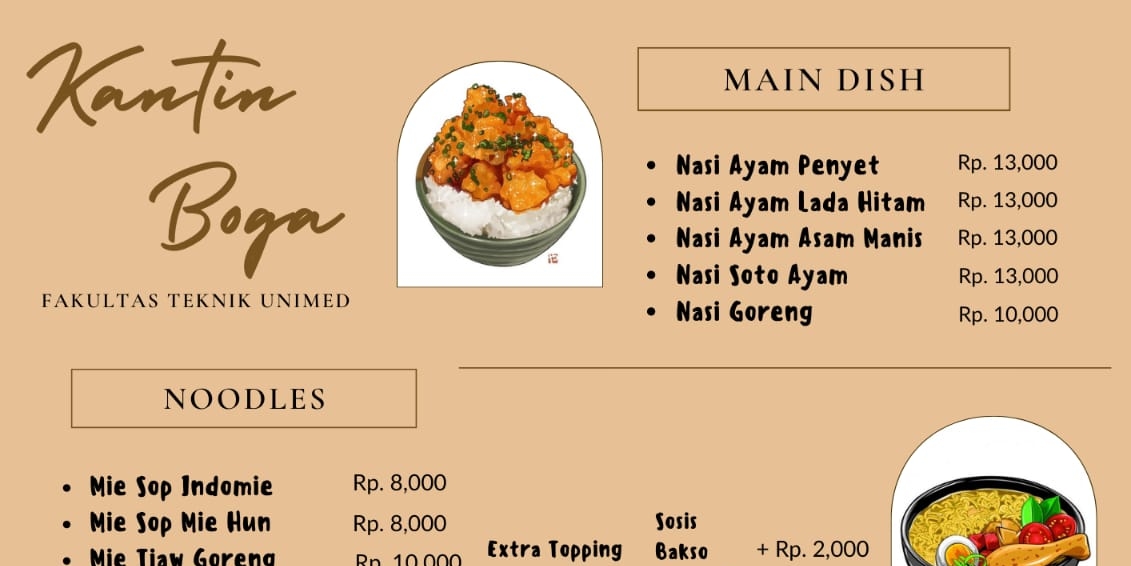 Kantin
Boga
FAKULTAS TEKNIK UNIMED
MAIN DISH
• Nasi Ayam Penyet Rp. 13,000
• Nasi Ayam Lada Hitam Rp. 13,000
• Nasi Ayam Asam Manis Rp. 13,000
• Nasi Soto Ayam Rp. 13,000
• Nasi Goreng Rp. 10,000
NOODLES
• Mie Sop Indomie Rp. 8,000
• Mie Sop Mie Hun Rp. 8,000
• Mie Tiaw Goreng Rp. 10,000
Extra Topping
Sosis
Bakso + Rp. 2,000